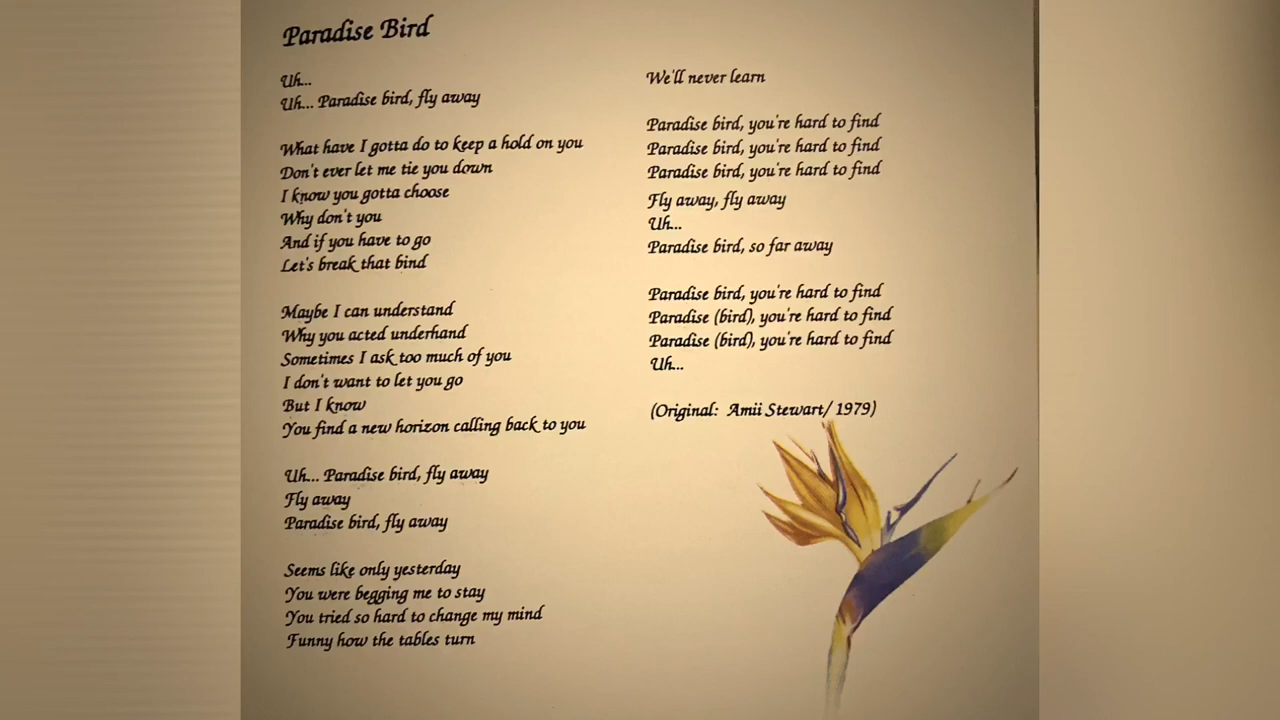 Paradise Bird
Uh...
Uh... Paradise bird, fly away
What have I gotta do to keep a hold on you
Don't ever let me tie you down
I know you gotta choose
Why don't you
And if you have to go
Let's break that bind
Maybe I can understand
Why you acted underhand
Sometimes I ask too much of you
I don't want to let you go
But I know
You find a new horizon calling back to you
Uh... Paradise bird, fly away
Fly away
Paradise bird, fly away
Seems like only yesterday
You were begging me to stay
You tried so hard to change my mind
Funny how the tables turn
We'll never learn
Paradise bird, you're hard to find
Paradise bird, you're hard to find
Paradise bird, you're hard to find
Fly away, fly away
Uh...
Paradise bird, so far away
Paradise bird, you're hard to find
Paradise (bird), you're hard to find
Paradise (bird), you're hard to find
Uh...
(Original: Amii Stewart/ 1979)